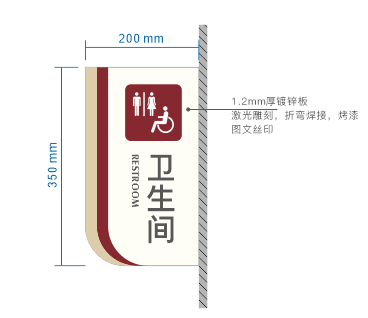 200 mm
350 mm
1.2mm厚镀锌板
激光雕刻，折弯焊接，烤漆
图文丝印
卫生间
RESTROOM